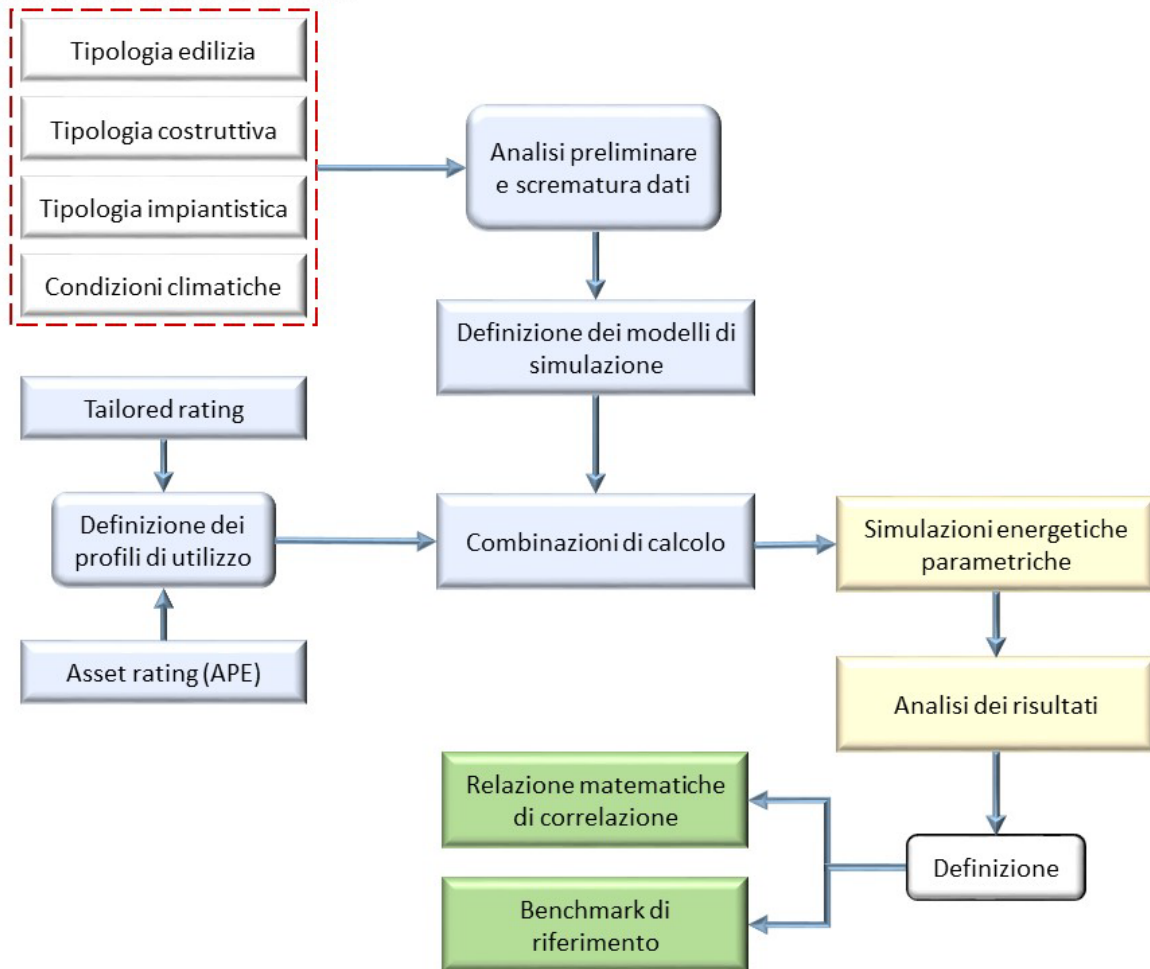 Tipologia edilizia
Tipologia costruttiva
Tipologia impiantistica
Condizioni climatiche
Analisi preliminare
e scrematura dati
Definizione dei modelli di
simulazione
Tailored rating
Definizione dei
profili di utilizzo
Asset rating (APE)
Combinazioni di calcolo
Simulazioni energetiche
parametriche
Analisi dei risultati
Definizione
Relazione matematiche
di correlazione
Benchmark di
riferimento